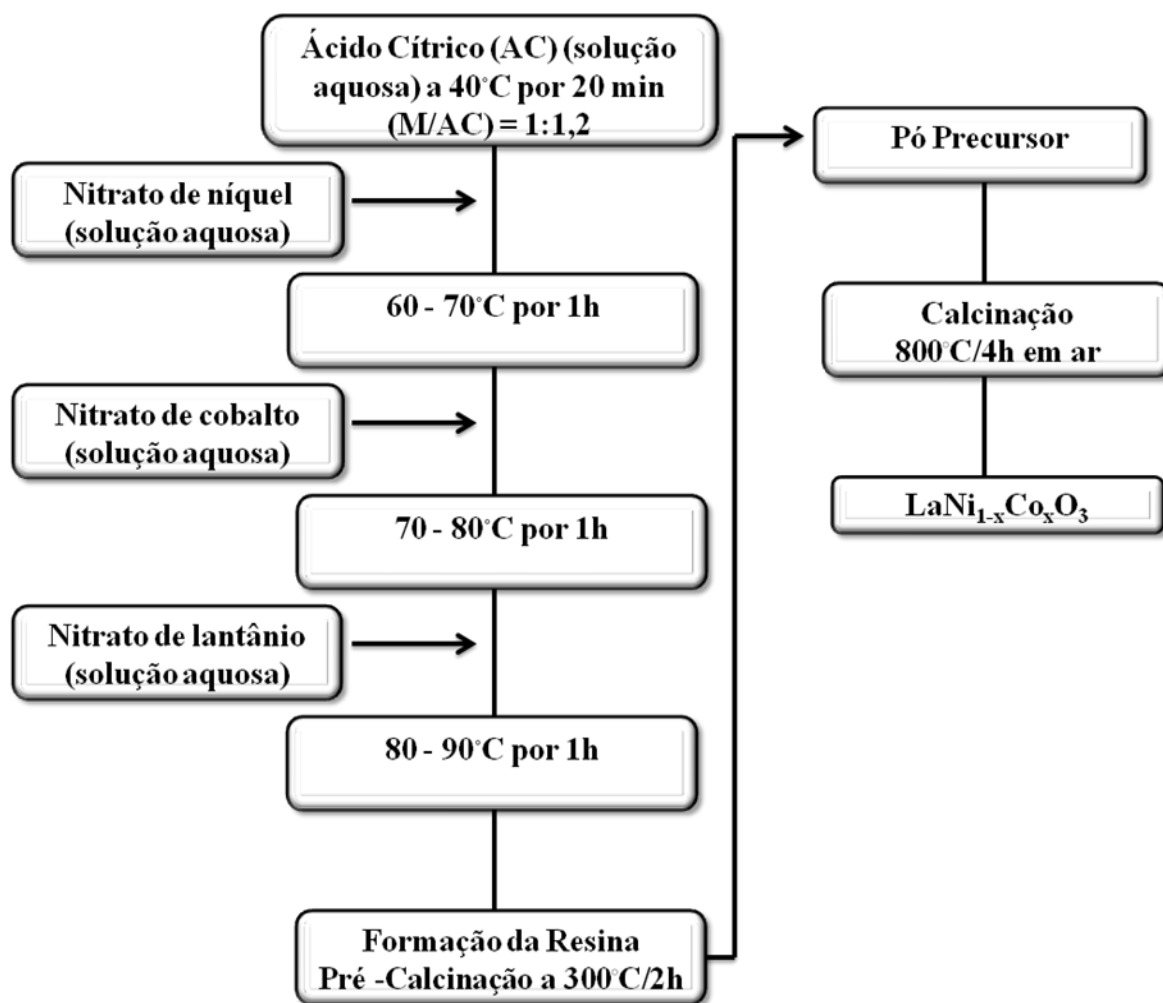 Ácido Cítrico (AC) (solução
aquosa) a 40°C por 20 min
(M/AC) = 1:1,2
Nitrato de níquel
(solução aquosa)
60 - 70°C por 1h
Nitrato de cobalto
(solução aquosa)
70 - 80°C por 1h
Nitrato de lantânio
(solução aquosa)
80 - 90°C por 1h
Formação da Resina
Pré -Calcinação a 300°C/2h
Pó Precursor
Calcinação
800°C/4h em ar
LaNi₁₋ₓCoₓO₃